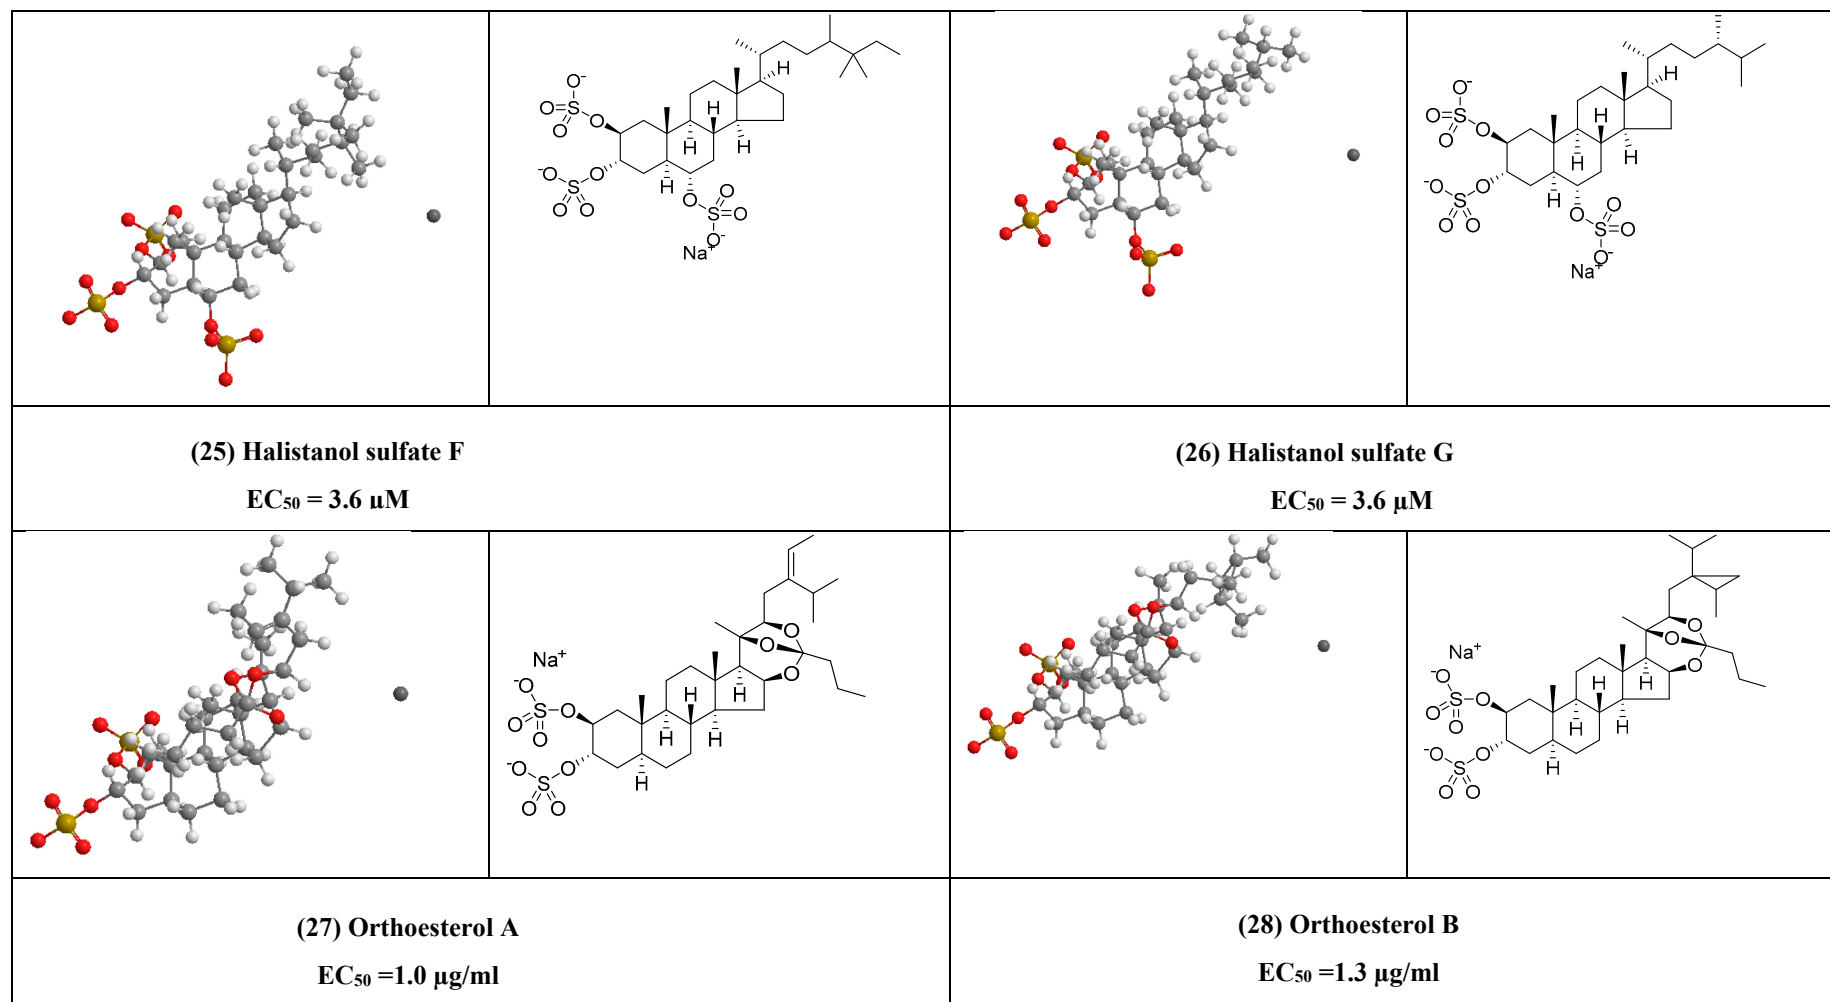 (25) Halistanol sulfate F
EC₅₀ = 3.6 µM
(26) Halistanol sulfate G
EC₅₀ = 3.6 µM
(27) Orthoesterol A
EC₅₀ =1.0 µg/ml
(28) Orthoesterol B
EC₅₀ =1.3 µg/ml